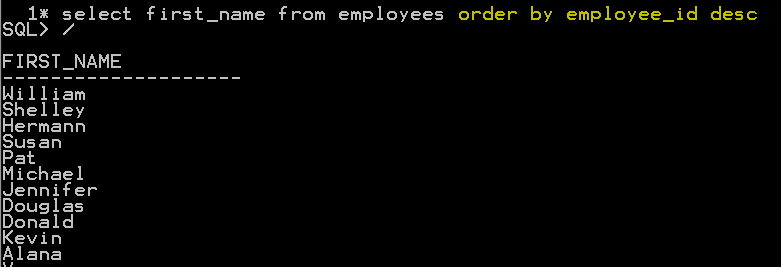 1* select first_name from employees order by employee_id desc
SQL> /
FIRST_NAME
--------------------
William
Shelley
Hermann
Susan
Pat
Michael
Jennifer
Douglas
Donald
Kevin
Alana